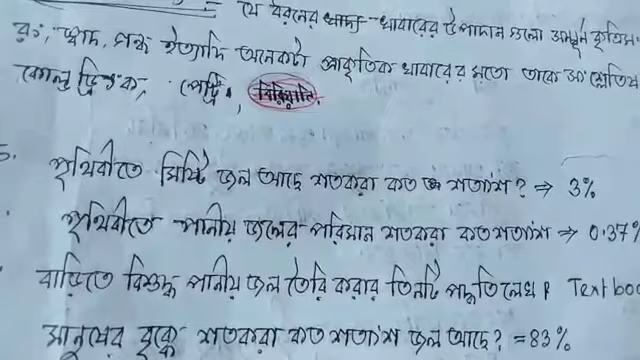 যে ধরনের খাদ্য খাবারের উপাদান গুলো সম্পূর্ণ কৃত্রিম
রং, স্বাদ, গন্ধ ইত্যাদি অনেকটা প্রাকৃতিক খাবারের মতো তাকে
কোল্ড ড্রিংক, পেস্ট্রি, বিরিয়ানি.
পৃথিবীতে মিষ্টি জল আছে শতকরা কত শতাংশ? ⇒ 3%
পৃথিবীতে পানীয় জলের পরিমান শতকরা কত শতাংশ ⇒ 0.37%
বাড়িতে বিশুদ্ধ পানীয় জল তৈরি করার তিনটি পদ্ধতি লেখ। Textboo
মানুষের বৃক্কে শতকরা কত শতাংশ জল আছে? = 83%